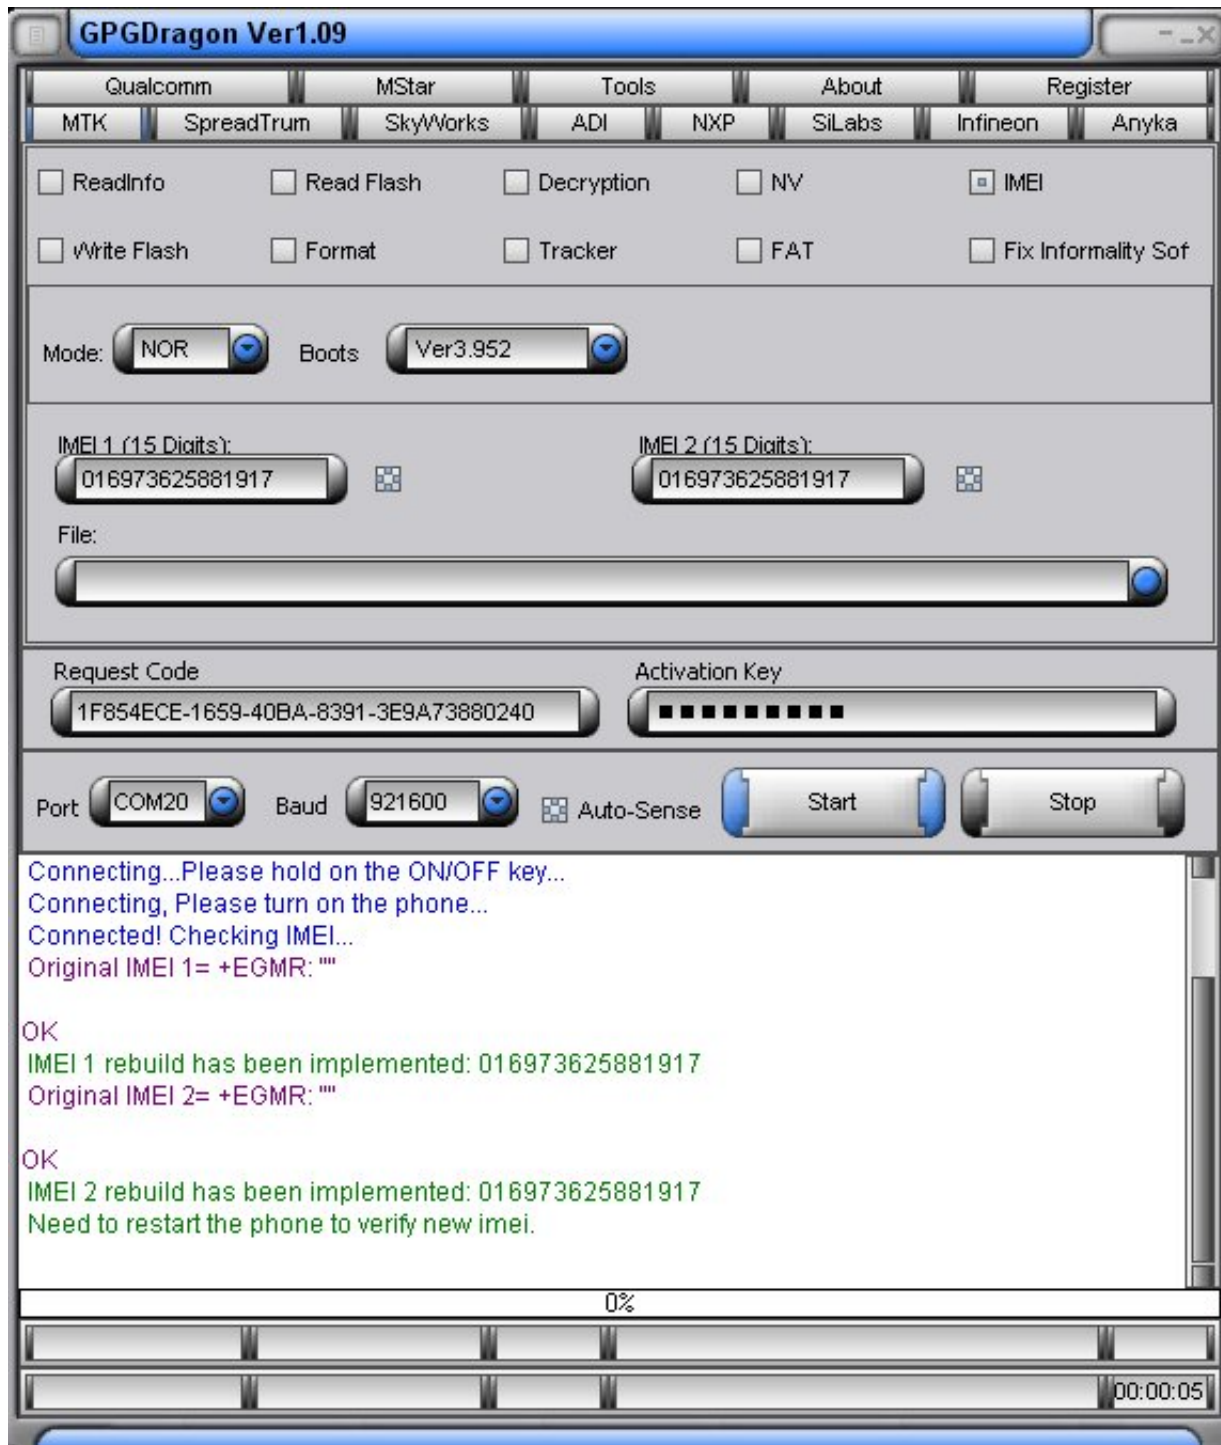 GPGDragon Ver1.09
Qualcomm MStar Tools About Register
MTK SpreadTrum SkyWorks ADI NXP SiLabs Infineon Anyka
ReadInfo Read Flash Decryption NV IMEI
Write Flash Format Tracker FAT Fix Informality Sof
Mode: NOR Boots Ver3.952
IMEI 1 (15 Digits): IMEI 2 (15 Digits):
016973625881917 016973625881917
File:
Request Code Activation Key
1F854ECE-1659-40BA-8391-3E9A73880240
Port COM20 Baud 921600 Auto-Sense Start Stop
Connecting...Please hold on the ON/OFF key...
Connecting, Please turn on the phone...
Connected! Checking IMEI...
Original IMEI 1= +EGMR: ""
OK
IMEI 1 rebuild has been implemented: 016973625881917
Original IMEI 2= +EGMR: ""
OK
IMEI 2 rebuild has been implemented: 016973625881917
Need to restart the phone to verify new imei.
0%
00:00:05